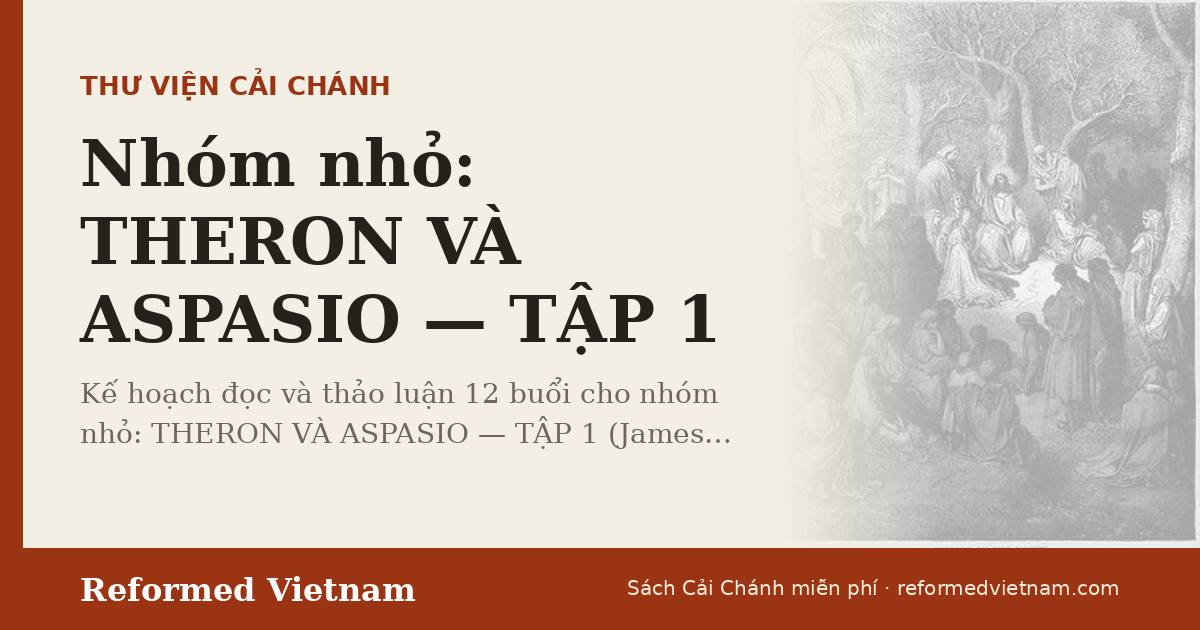 THƯ VIỆN CẢI CHÁNH
Nhóm nhỏ:
THERON VÀ
ASPASIO — TẬP 1
Kế hoạch đọc và thảo luận 12 buổi cho nhóm
nhỏ: THERON VÀ ASPASIO — TẬP 1 (James...
Reformed Vietnam
Sách Cải Chánh miễn phí · reformedvietnam.com